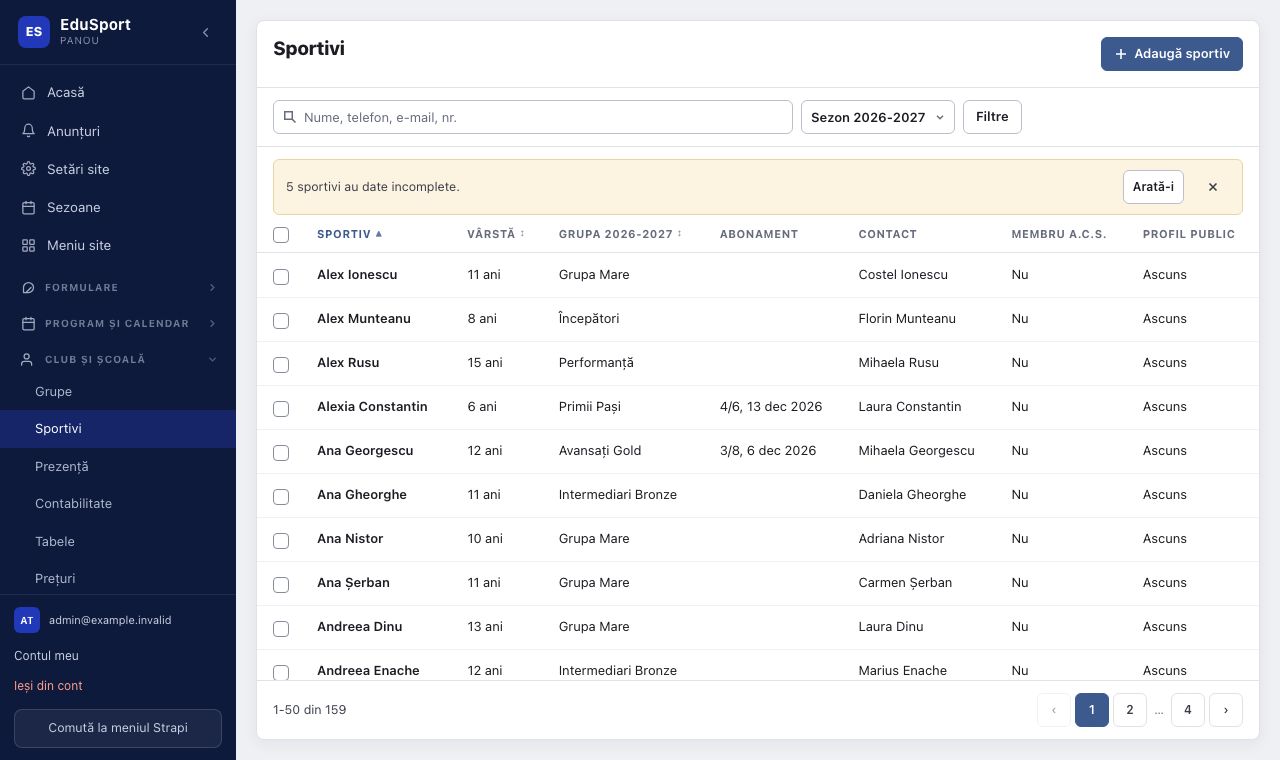 ES EduSport
PANOU
Acasă
Anunțuri
Setări site
Sezoane
Meniu site
FORMULARE
PROGRAM ȘI CALENDAR
CLUB ȘI ȘCOALĂ
Grupe
Sportivi
Prezență
Contabilitate
Tabele
Prețuri
AT admin@example.invalid
Contul meu
Ieși din cont
Comută la meniul Strapi
Sportivi
+ Adaugă sportiv
Nume, telefon, e-mail, nr.
Sezon 2026-2027
Filtre
5 sportivi au date incomplete.
Arată-i
×
SPORTIV ▲ VÂRSTĂ ↕ GRUPA 2026-2027 ↕ ABONAMENT CONTACT MEMBRU A.C.S. PROFIL PUBLIC
Alex Ionescu 11 ani Grupa Mare Costel Ionescu Nu Ascuns
Alex Munteanu 8 ani Începători Florin Munteanu Nu Ascuns
Alex Rusu 15 ani Performanță Mihaela Rusu Nu Ascuns
Alexia Constantin 6 ani Primii Pași 4/6, 13 dec 2026 Laura Constantin Nu Ascuns
Ana Georgescu 12 ani Avansați Gold 3/8, 6 dec 2026 Mihaela Georgescu Nu Ascuns
Ana Gheorghe 11 ani Intermediari Bronze Daniela Gheorghe Nu Ascuns
Ana Nistor 10 ani Grupa Mare Adriana Nistor Nu Ascuns
Ana Șerban 11 ani Grupa Mare Carmen Șerban Nu Ascuns
Andreea Dinu 13 ani Grupa Mare Laura Dinu Nu Ascuns
Andreea Enache 12 ani Intermediari Bronze Marius Enache Nu Ascuns
1-50 din 159
‹ 1 2 ... 4 ›